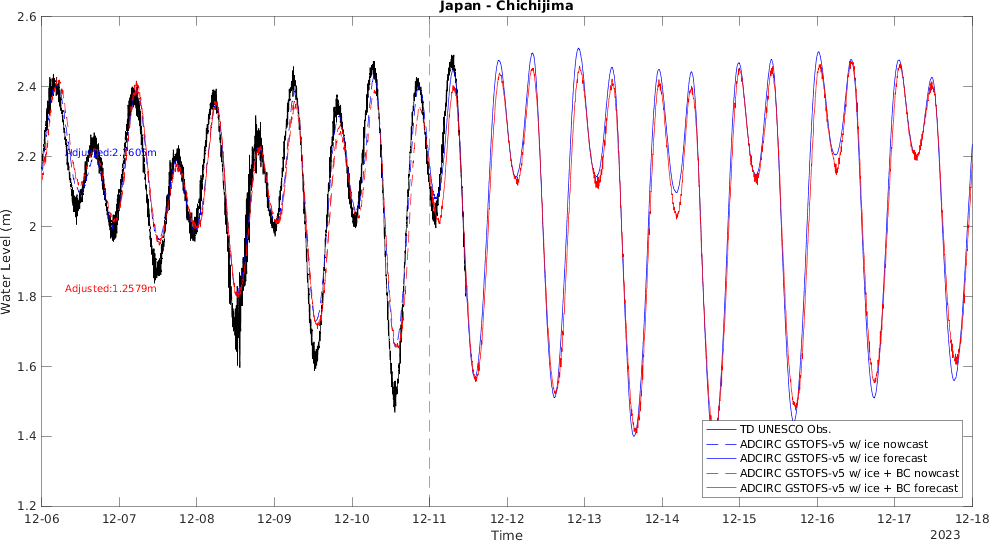 Japan - Chichijima
2.6
2.4
2.2
2
1.8
1.6
1.4
1.2
Water Level (m)
Adjusted:1.2579m
TD UNESCO Obs.
ADCIRC GSTOFS-v5 w/ ice nowcast
ADCIRC GSTOFS-v5 w/ ice forecast
ADCIRC GSTOFS-v5 w/ ice + BC nowcast
ADCIRC GSTOFS-v5 w/ ice + BC forecast
12-06 12-07 12-08 12-09 12-10 12-11 12-12 12-13 12-14 12-15 12-16 12-17 12-18
Time
2023